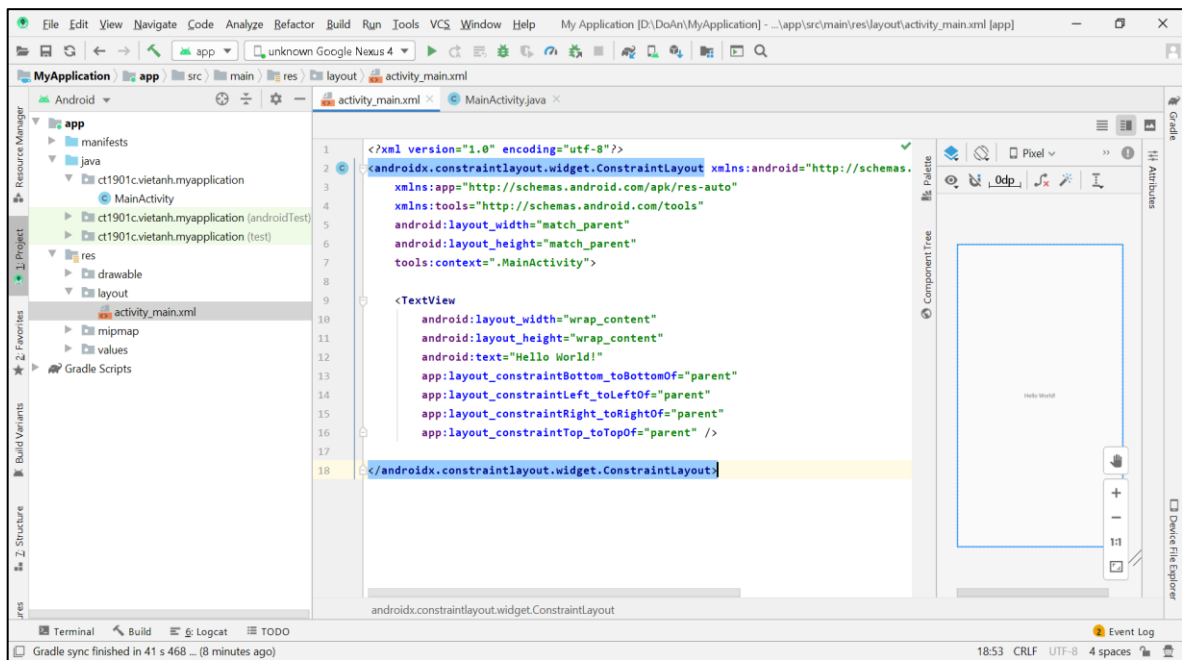 File Edit View Navigate Code Analyze Refactor Build Run Tools VCS Window Help My Application [D:\DoAn\MyApplication] - ...\app\src\main\res\layout\activity_main.xml [app]
app unknown Google Nexus 4
MyApplication app src main res layout activity_main.xml
Android
activity_main.xml MainActivity.java
Resource Manager
1: Project
2: Favorites
Build Variants
7: Structure
app
manifests
java
ct1901c.vietanh.myapplication
MainActivity
ct1901c.vietanh.myapplication (androidTest)
ct1901c.vietanh.myapplication (test)
res
drawable
layout
activity_main.xml
mipmap
values
Gradle Scripts
1 <?xml version="1.0" encoding="utf-8"?>
2 <androidx.constraintlayout.widget.ConstraintLayout xmlns:android="http://schemas.
3 xmlns:app="http://schemas.android.com/apk/res-auto"
4 xmlns:tools="http://schemas.android.com/tools"
5 android:layout_width="match_parent"
6 android:layout_height="match_parent"
7 tools:context=".MainActivity">
8
9 <TextView
10 android:layout_width="wrap_content"
11 android:layout_height="wrap_content"
12 android:text="Hello World!"
13 app:layout_constraintBottom_toBottomOf="parent"
14 app:layout_constraintLeft_toLeftOf="parent"
15 app:layout_constraintRight_toRightOf="parent"
16 app:layout_constraintTop_toTopOf="parent" />
17
18 </androidx.constraintlayout.widget.ConstraintLayout>
androidx.constraintlayout.widget.ConstraintLayout
Palette
Component Tree
Pixel
0dp
Hello World!
1:1
Gradle
Attributes
Device File Explorer
Terminal Build 6: Logcat TODO 2 Event Log
Gradle sync finished in 41 s 468 ... (8 minutes ago) 18:53 CRLF UTF-8 4 spaces